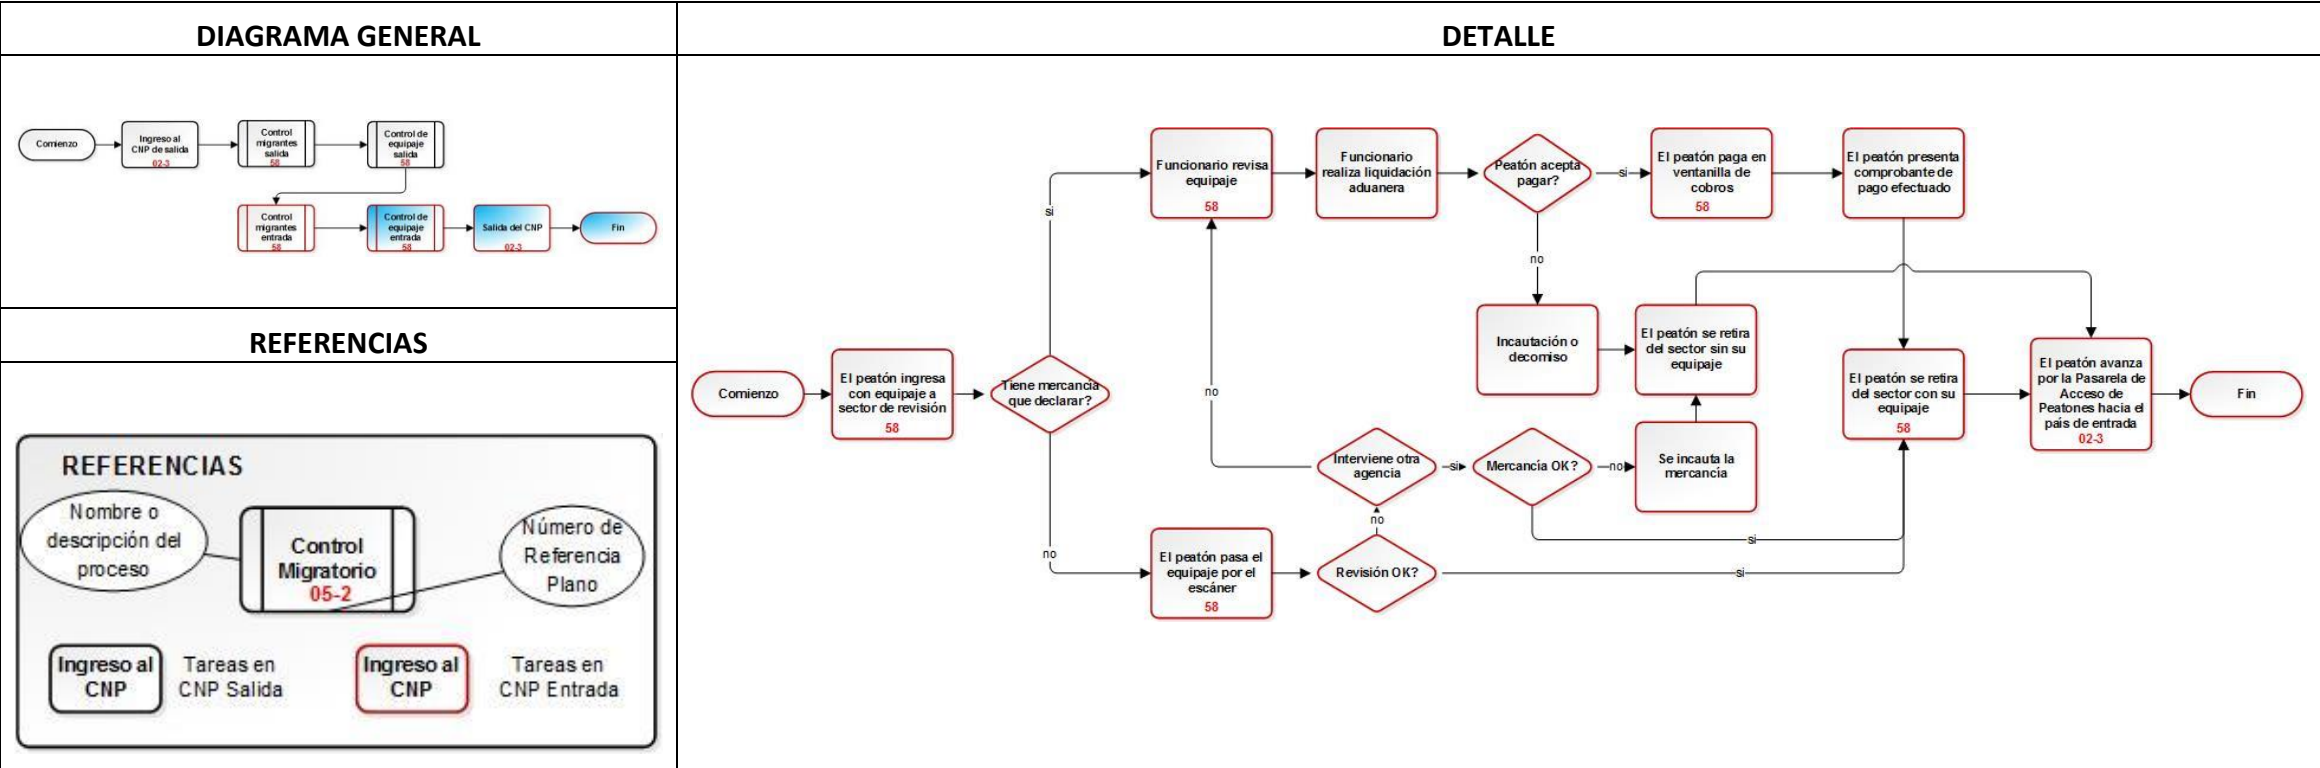 DIAGRAMA GENERAL
Comienzo
Ingreso al
CNP de salida
02-3
Control
migrantes
salida
58
Control de
equipaje
salida
58
Control
migrantes
entrada
58
Control de
equipaje
entrada
58
Salida del CNP
02-3
Fin
REFERENCIAS
REFERENCIAS
Nombre o
descripción del
proceso
Control
Migratorio
05-2
Número de
Referencia
Plano
Ingreso al
CNP
Tareas en
CNP Salida
Ingreso al
CNP
Tareas en
CNP Entrada
DETALLE
Comienzo
El peatón ingresa
con equipaje a
sector de revisión
58
Tiene mercancía
que declarar?
si
no
Funcionario revisa
equipaje
58
Funcionario
realiza liquidación
aduanera
Peatón acepta
pagar?
si
no
El peatón paga en
ventanilla de
cobros
58
El peatón presenta
comprobante de
pago efectuado
Incautación o
decomiso
El peatón se retira
del sector sin su
equipaje
El peatón se retira
del sector con su
equipaje
58
El peatón avanza
por la Pasarela de
Acceso de
Peatones hacia el
país de entrada
02-3
Fin
no
Interviene otra
agencia
si
Mercancía OK?
no
Se incauta la
mercancía
si
no
El peatón pasa el
equipaje por el
escáner
58
Revisión OK?
si